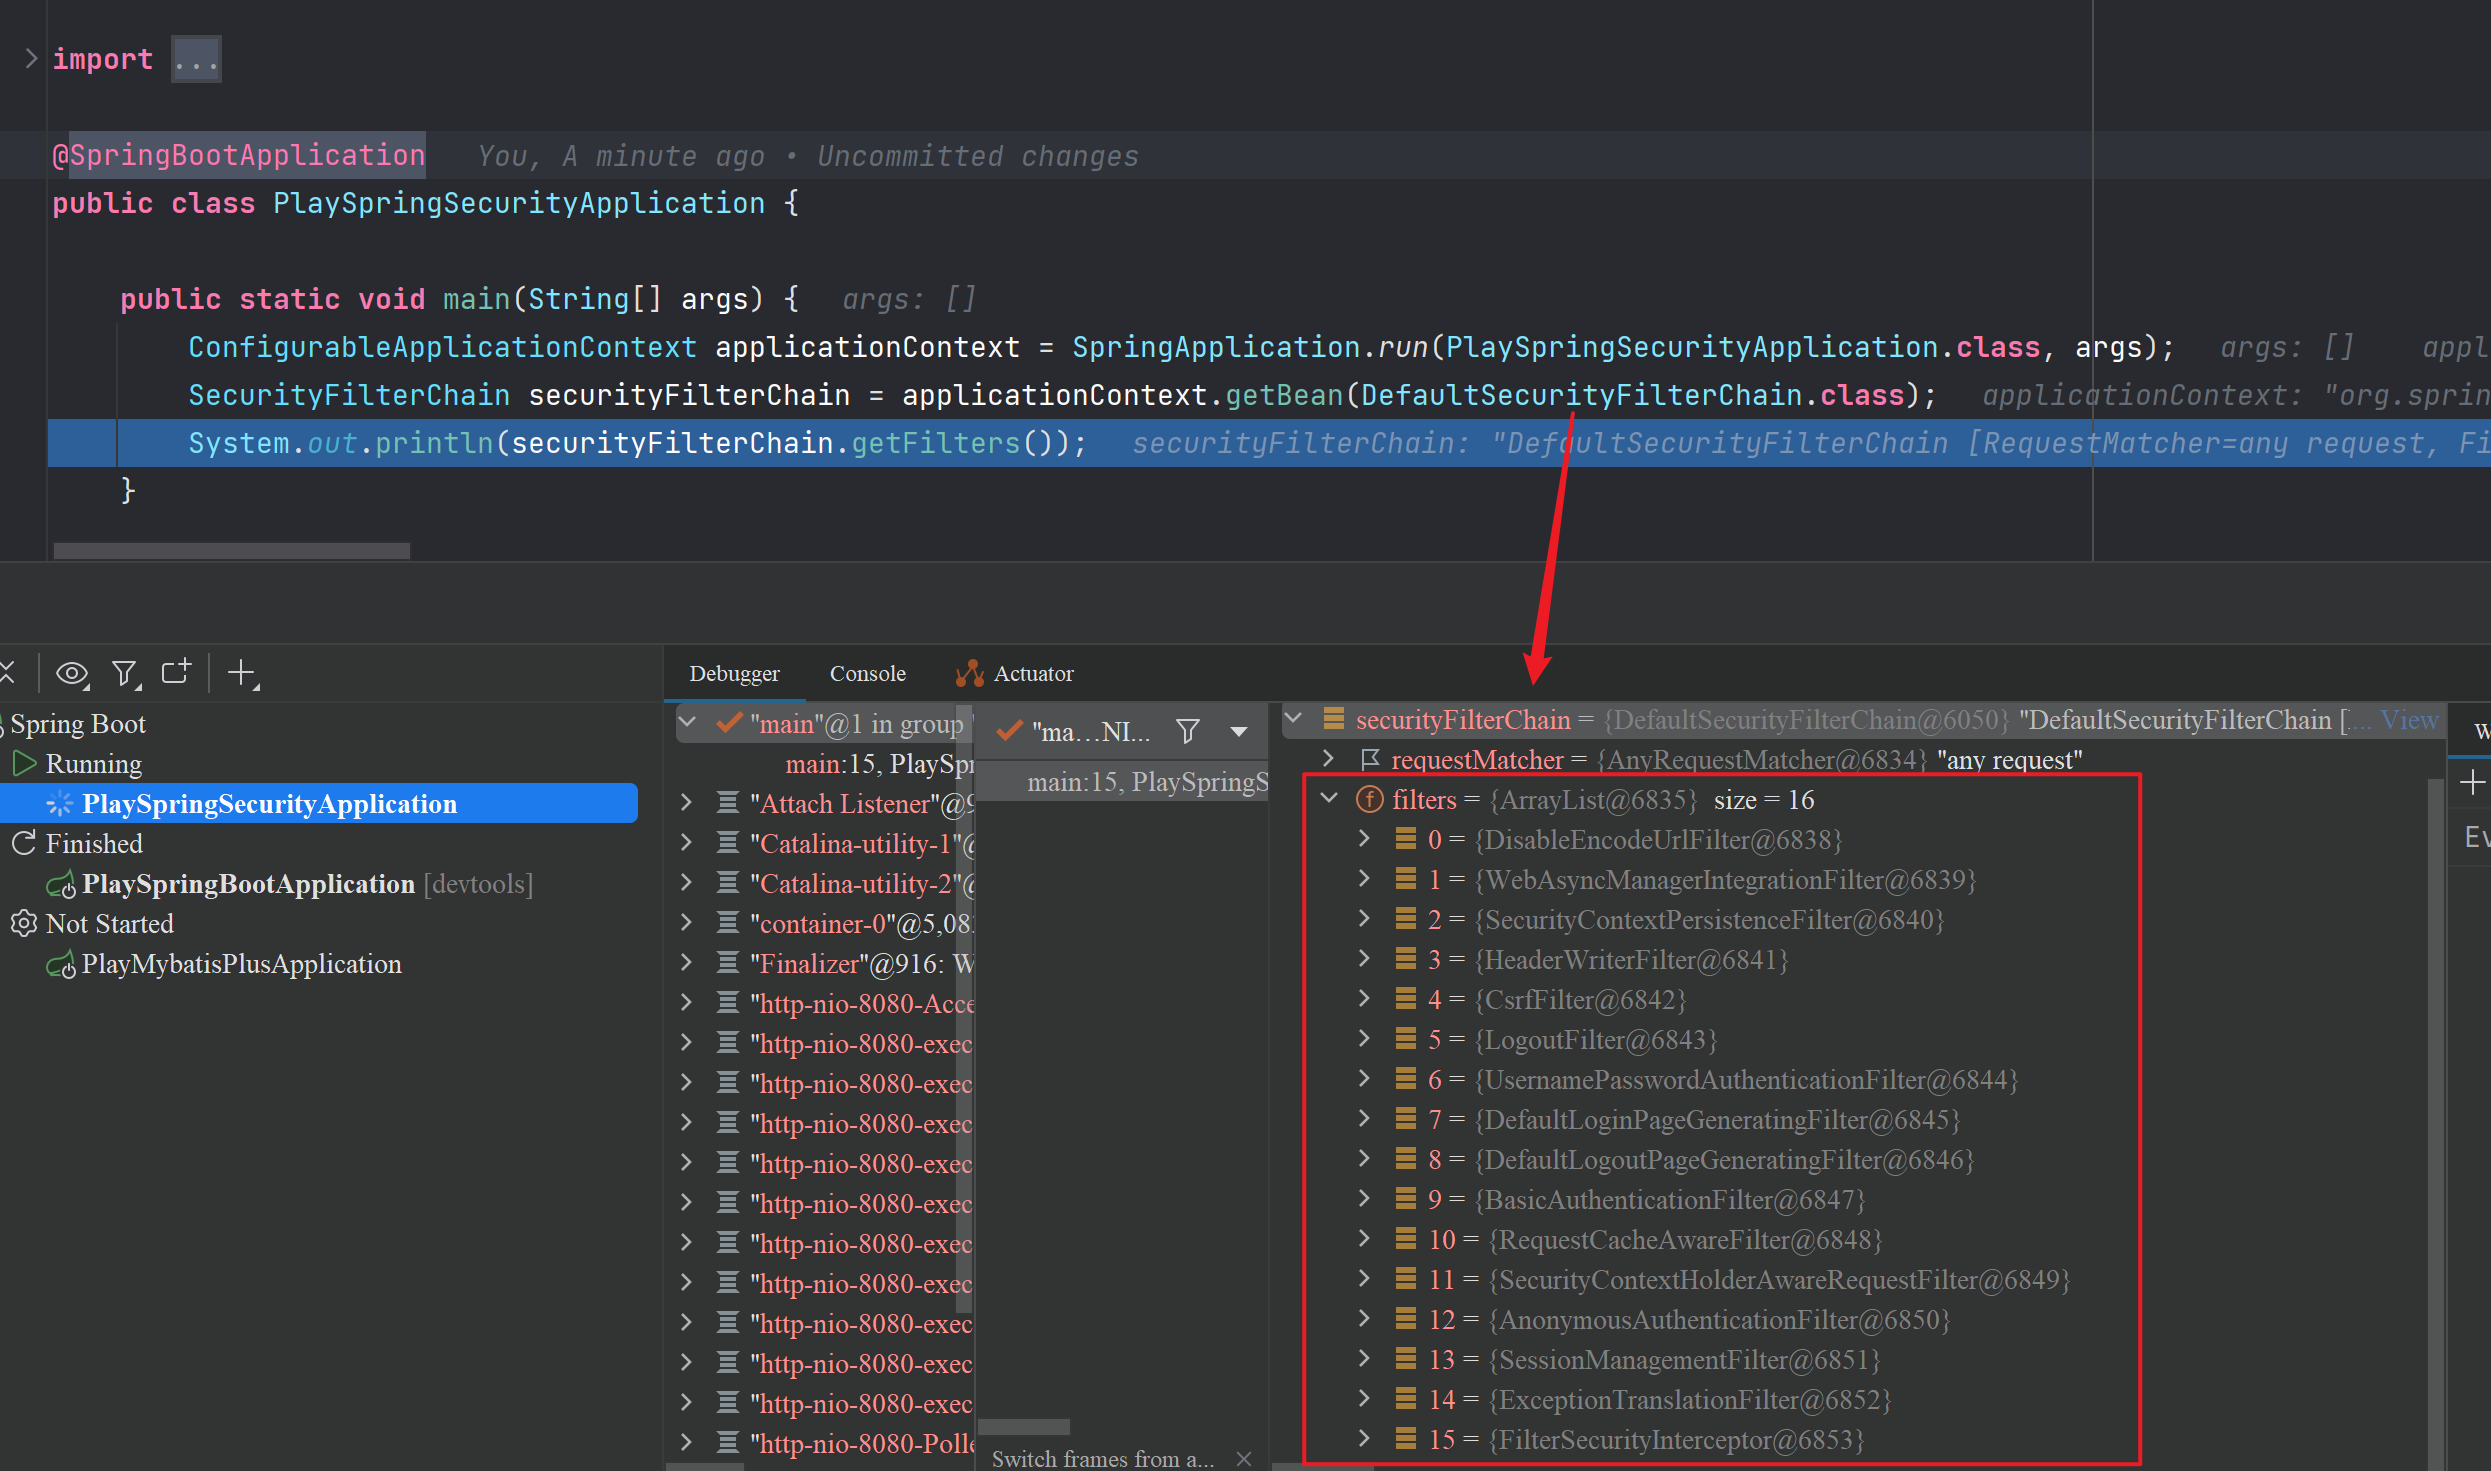 import ...
@SpringBootApplication You, A minute ago • Uncommitted changes
public class PlaySpringSecurityApplication {
public static void main(String[] args) { args: []
ConfigurableApplicationContext applicationContext = SpringApplication.run(PlaySpringSecurityApplication.class, args); args: [] appl
SecurityFilterChain securityFilterChain = applicationContext.getBean(DefaultSecurityFilterChain.class); applicationContext: "org.sprin
System.out.println(securityFilterChain.getFilters()); securityFilterChain: "DefaultSecurityFilterChain [RequestMatcher=any request, Fi
}
Debugger Console Actuator
Spring Boot
Running
PlaySpringSecurityApplication
Finished
PlaySpringBootApplication [devtools]
Not Started
PlayMybatisPlusApplication
"main"@1 in group "
main:15, PlaySpr
"Attach Listener"@9
"Catalina-utility-1"@
"Catalina-utility-2"@
"container-0"@5,08
"Finalizer"@916: W
"http-nio-8080-Acce
"http-nio-8080-exec
"http-nio-8080-exec
"http-nio-8080-exec
"http-nio-8080-exec
"http-nio-8080-exec
"http-nio-8080-exec
"http-nio-8080-exec
"http-nio-8080-exec
"http-nio-8080-exec
"http-nio-8080-exec
"http-nio-8080-Polle
"ma...NI...
main:15, PlaySpringS
Switch frames from a...
securityFilterChain = {DefaultSecurityFilterChain@6050} "DefaultSecurityFilterChain [... View
requestMatcher = {AnyRequestMatcher@6834} "any request"
filters = {ArrayList@6835} size = 16
0 = {DisableEncodeUrlFilter@6838}
1 = {WebAsyncManagerIntegrationFilter@6839}
2 = {SecurityContextPersistenceFilter@6840}
3 = {HeaderWriterFilter@6841}
4 = {CsrfFilter@6842}
5 = {LogoutFilter@6843}
6 = {UsernamePasswordAuthenticationFilter@6844}
7 = {DefaultLoginPageGeneratingFilter@6845}
8 = {DefaultLogoutPageGeneratingFilter@6846}
9 = {BasicAuthenticationFilter@6847}
10 = {RequestCacheAwareFilter@6848}
11 = {SecurityContextHolderAwareRequestFilter@6849}
12 = {AnonymousAuthenticationFilter@6850}
13 = {SessionManagementFilter@6851}
14 = {ExceptionTranslationFilter@6852}
15 = {FilterSecurityInterceptor@6853}
Ev